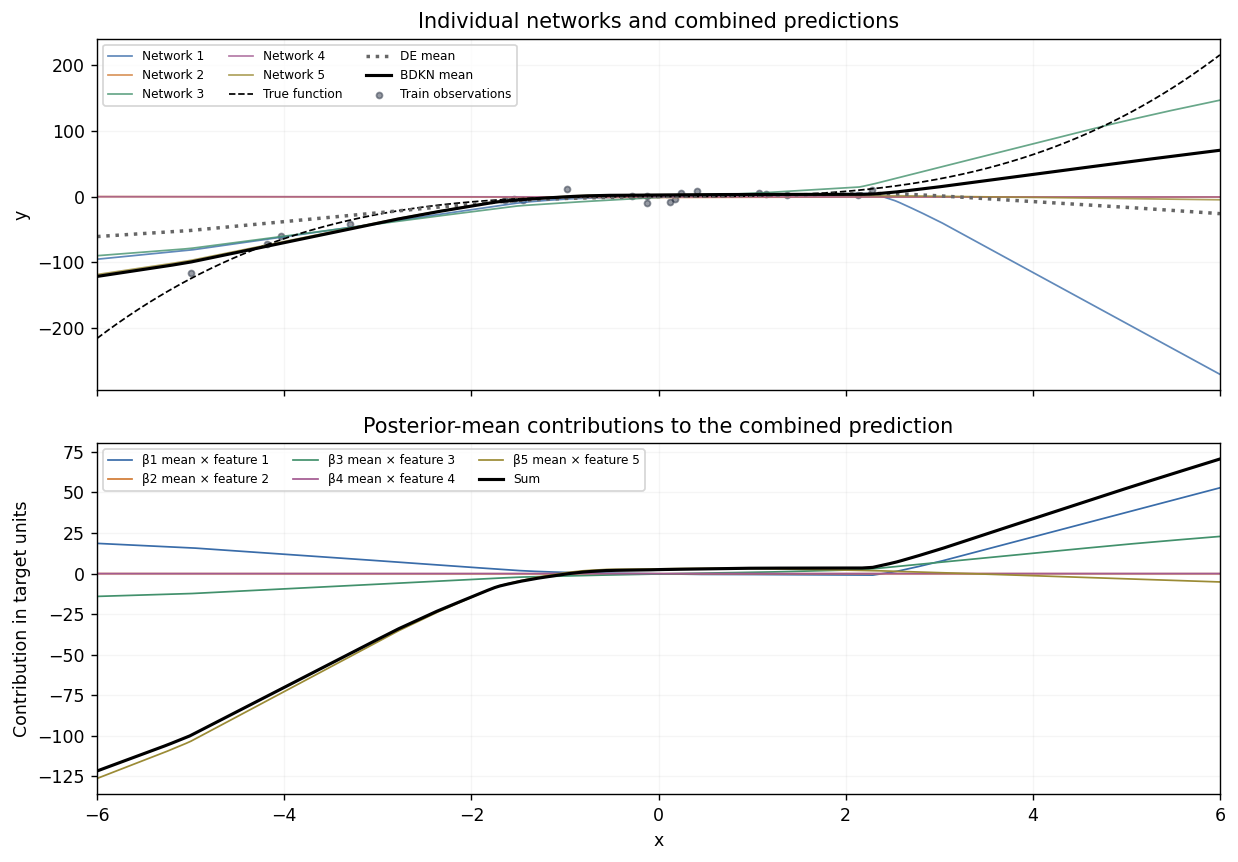 Individual networks and combined predictions
Network 1
Network 2
Network 3
Network 4
Network 5
True function
DE mean
BDKN mean
Train observations
200
100
0
−100
−200
y
Posterior-mean contributions to the combined prediction
β1 mean × feature 1
β2 mean × feature 2
β3 mean × feature 3
β4 mean × feature 4
β5 mean × feature 5
Sum
75
50
25
0
−25
−50
−75
−100
−125
Contribution in target units
−6
−4
−2
0
2
4
6
x